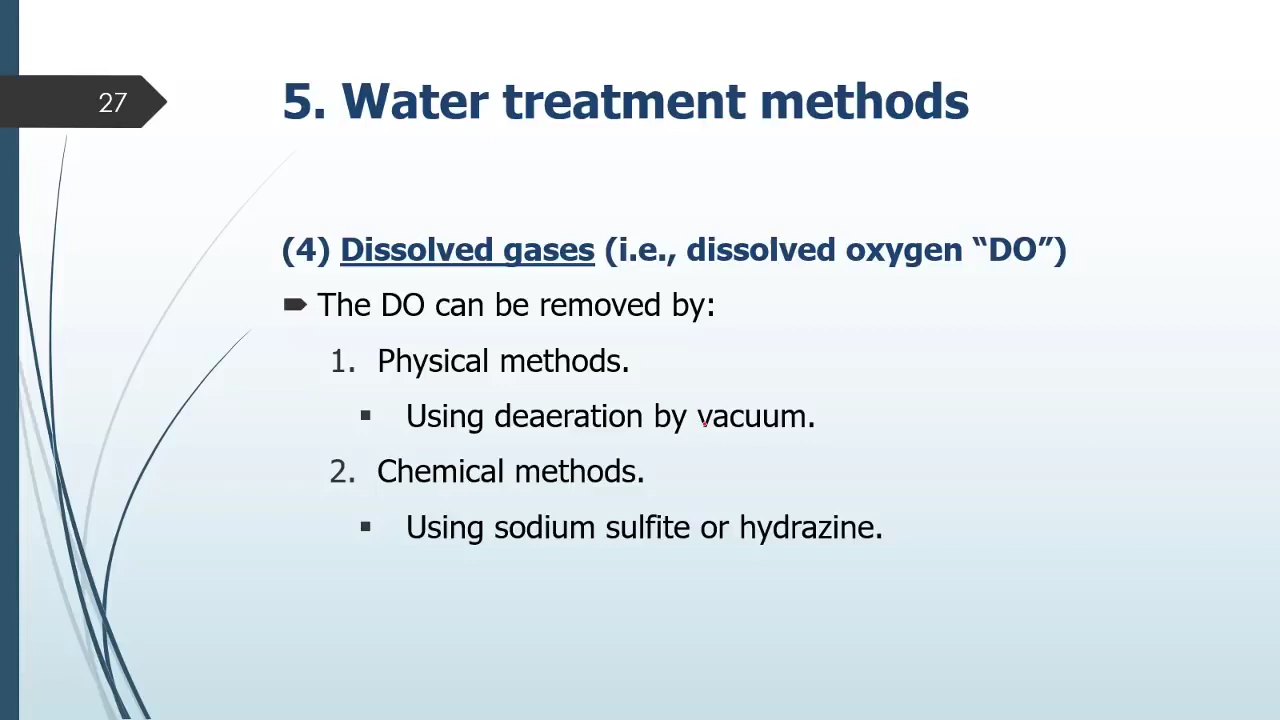 27
5. Water treatment methods
(4) Dissolved gases (i.e., dissolved oxygen “DO”)
The DO can be removed by:
1. Physical methods.
▪ Using deaeration by vacuum.
2. Chemical methods.
▪ Using sodium sulfite or hydrazine.